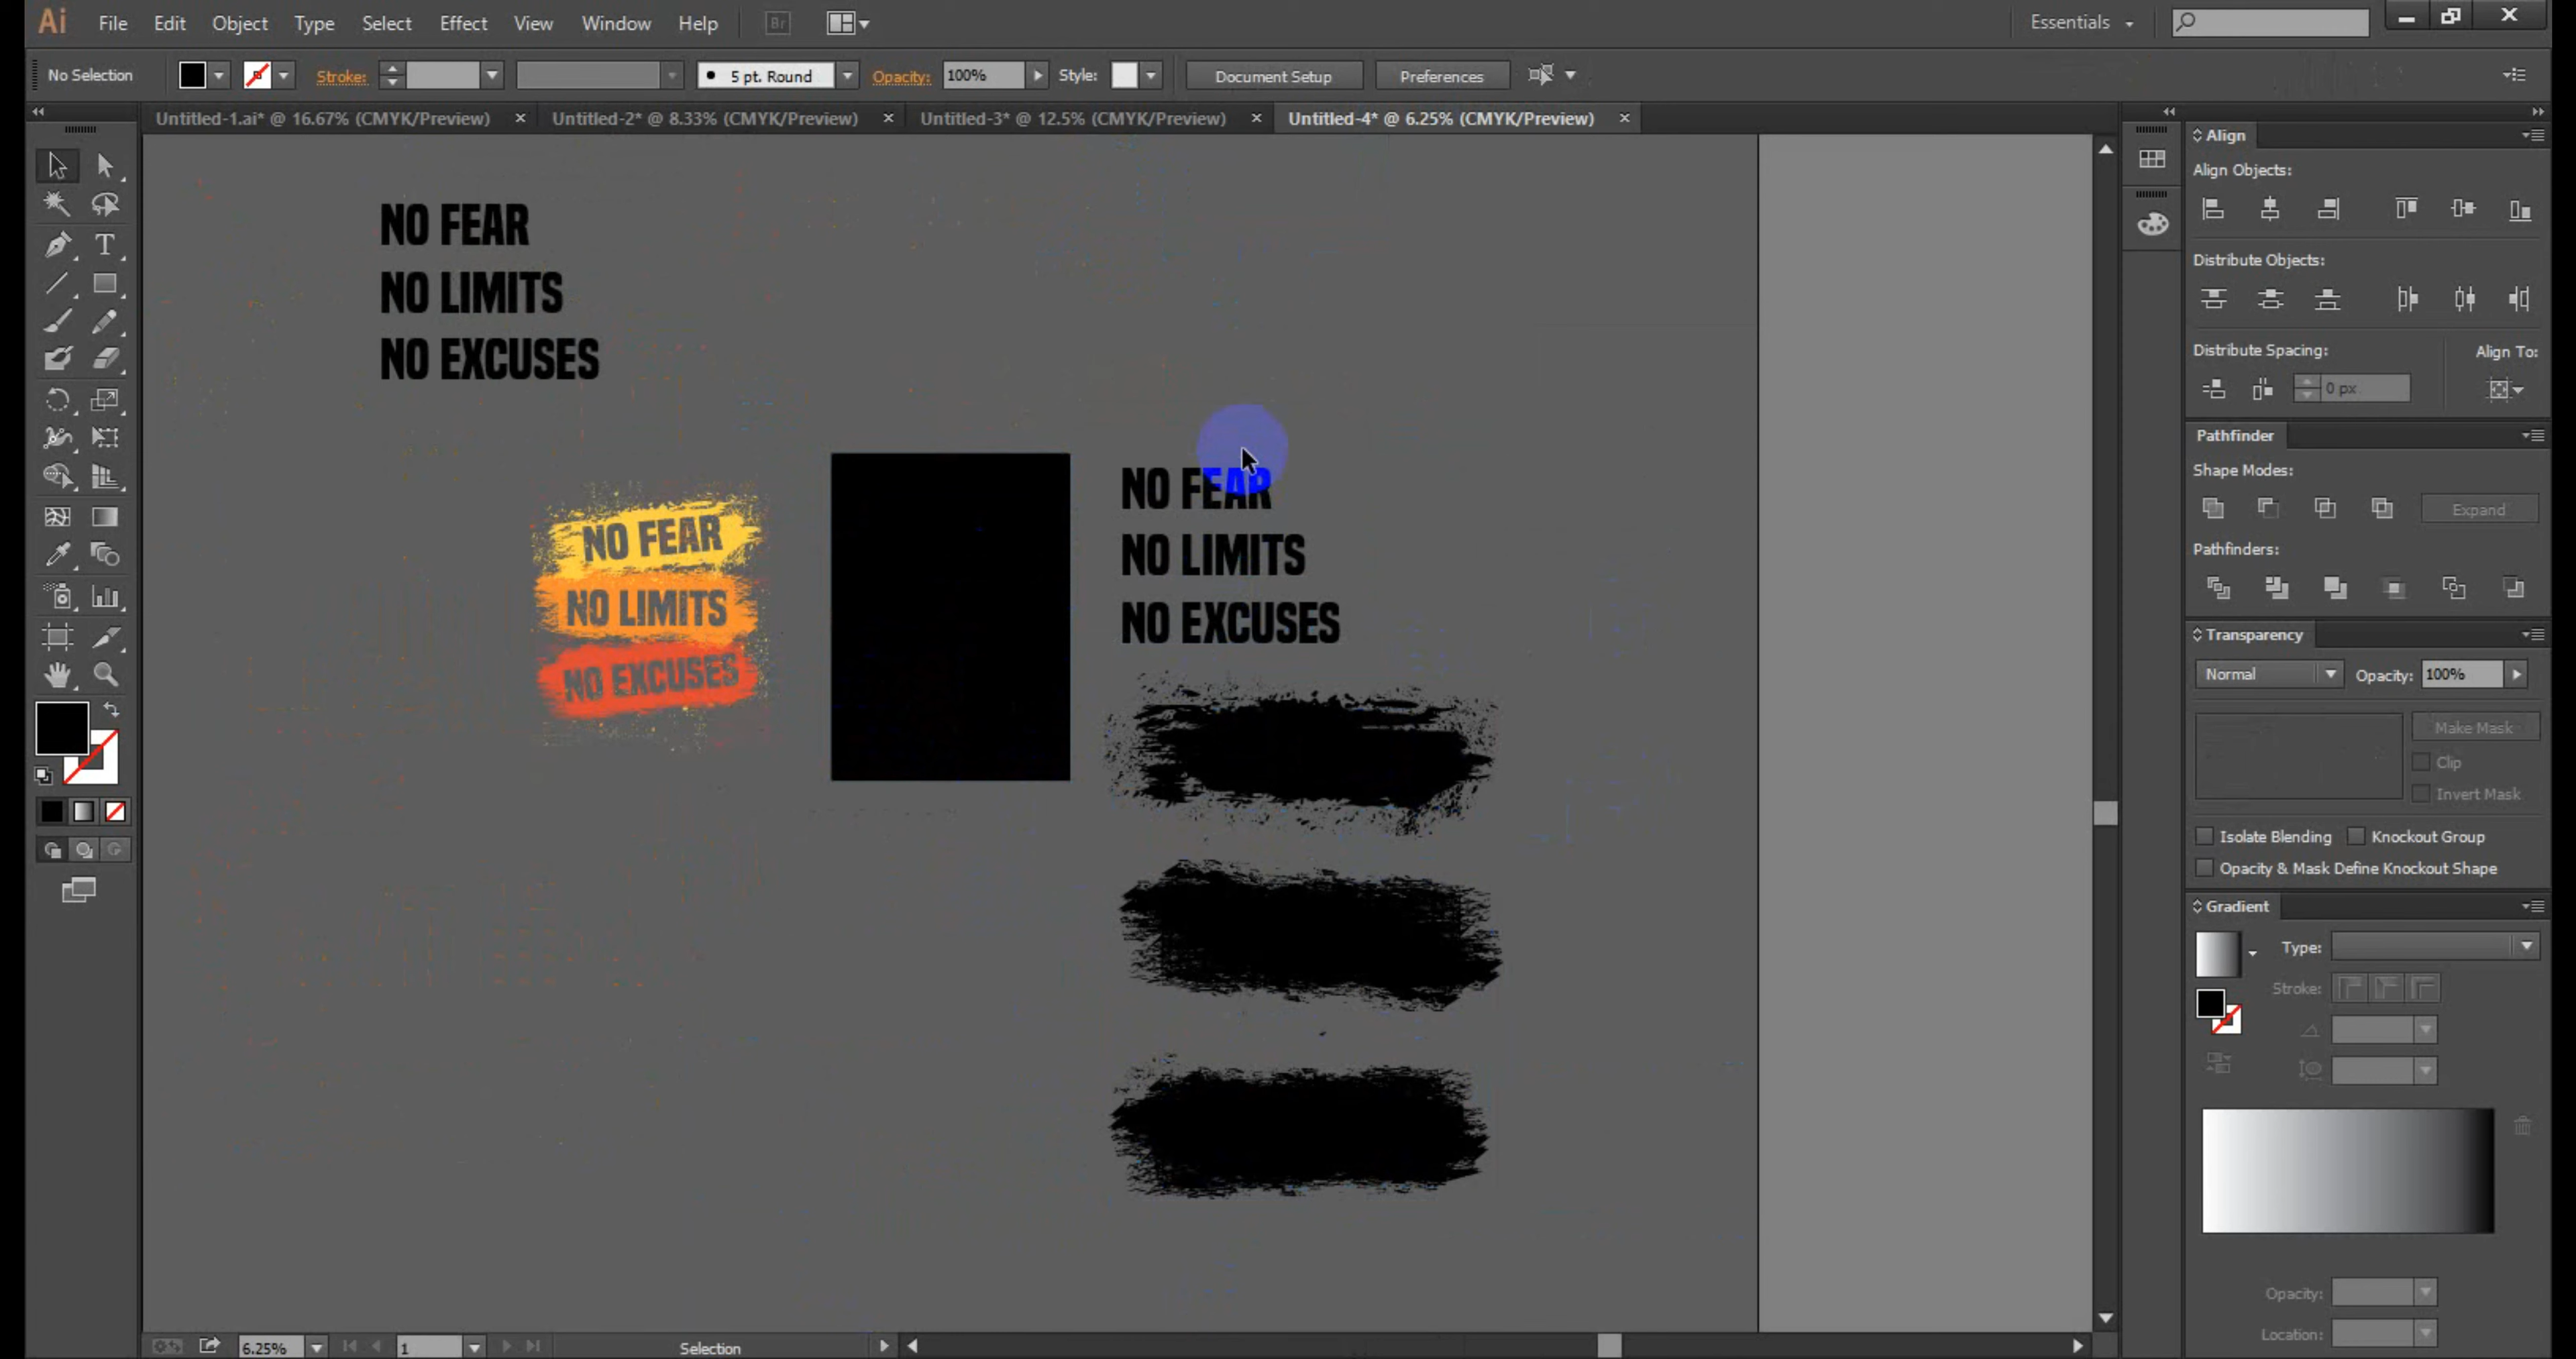 Ai File Edit Object Type Select Effect View Window Help Br Essentials
No Selection Stroke: 5 pt. Round Opacity: 100% Style: Document Setup Preferences
Untitled-1.ai* @ 16.67% (CMYK/Preview) Untitled-2* @ 8.33% (CMYK/Preview) Untitled-3* @ 12.5% (CMYK/Preview) Untitled-4* @ 6.25% (CMYK/Preview)
NO FEAR
NO LIMITS
NO EXCUSES
NO FEAR
NO LIMITS
NO EXCUSES
NO FEAR
NO LIMITS
NO EXCUSES
Align
Align Objects:
Distribute Objects:
Distribute Spacing: Align To:
0 px
Pathfinder
Shape Modes:
Expand
Pathfinders:
Transparency
Normal Opacity: 100%
Make Mask
Clip
Invert Mask
Isolate Blending Knockout Group
Opacity & Mask Define Knockout Shape
Gradient
Type:
Stroke:
Opacity:
Location:
6.25% 1 Selection